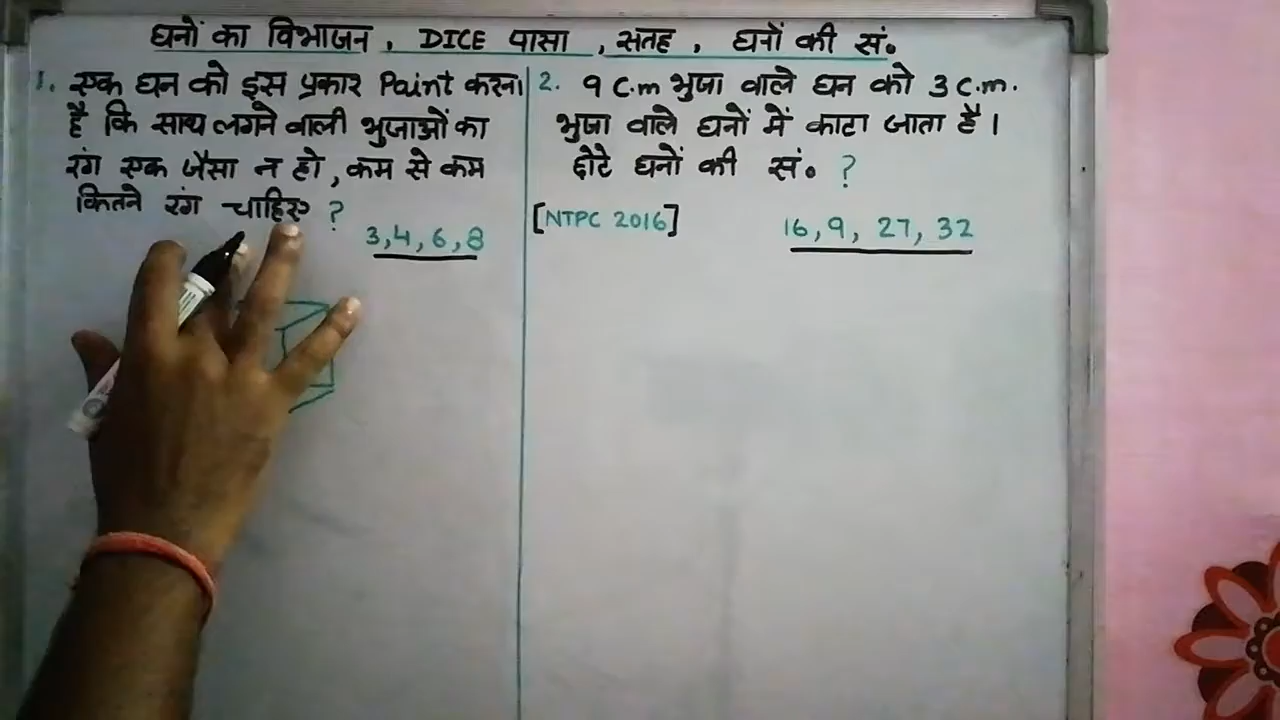 घनों का विभाजन, DICE पासा, सतह, घनों की सं.
1. एक घन को इस प्रकार Paint करना
है कि साथ लगने वाली भुजाओं का
रंग एक जैसा न हो, कम से कम
कितने रंग चाहिए ?
3,4,6,8
2. 9 C.m भुजा वाले घन को 3 C.m.
भुजा वाले घनों में काटा जाता है।
छोटे घनों की सं. ?
[NTPC 2016]
16, 9, 27, 32